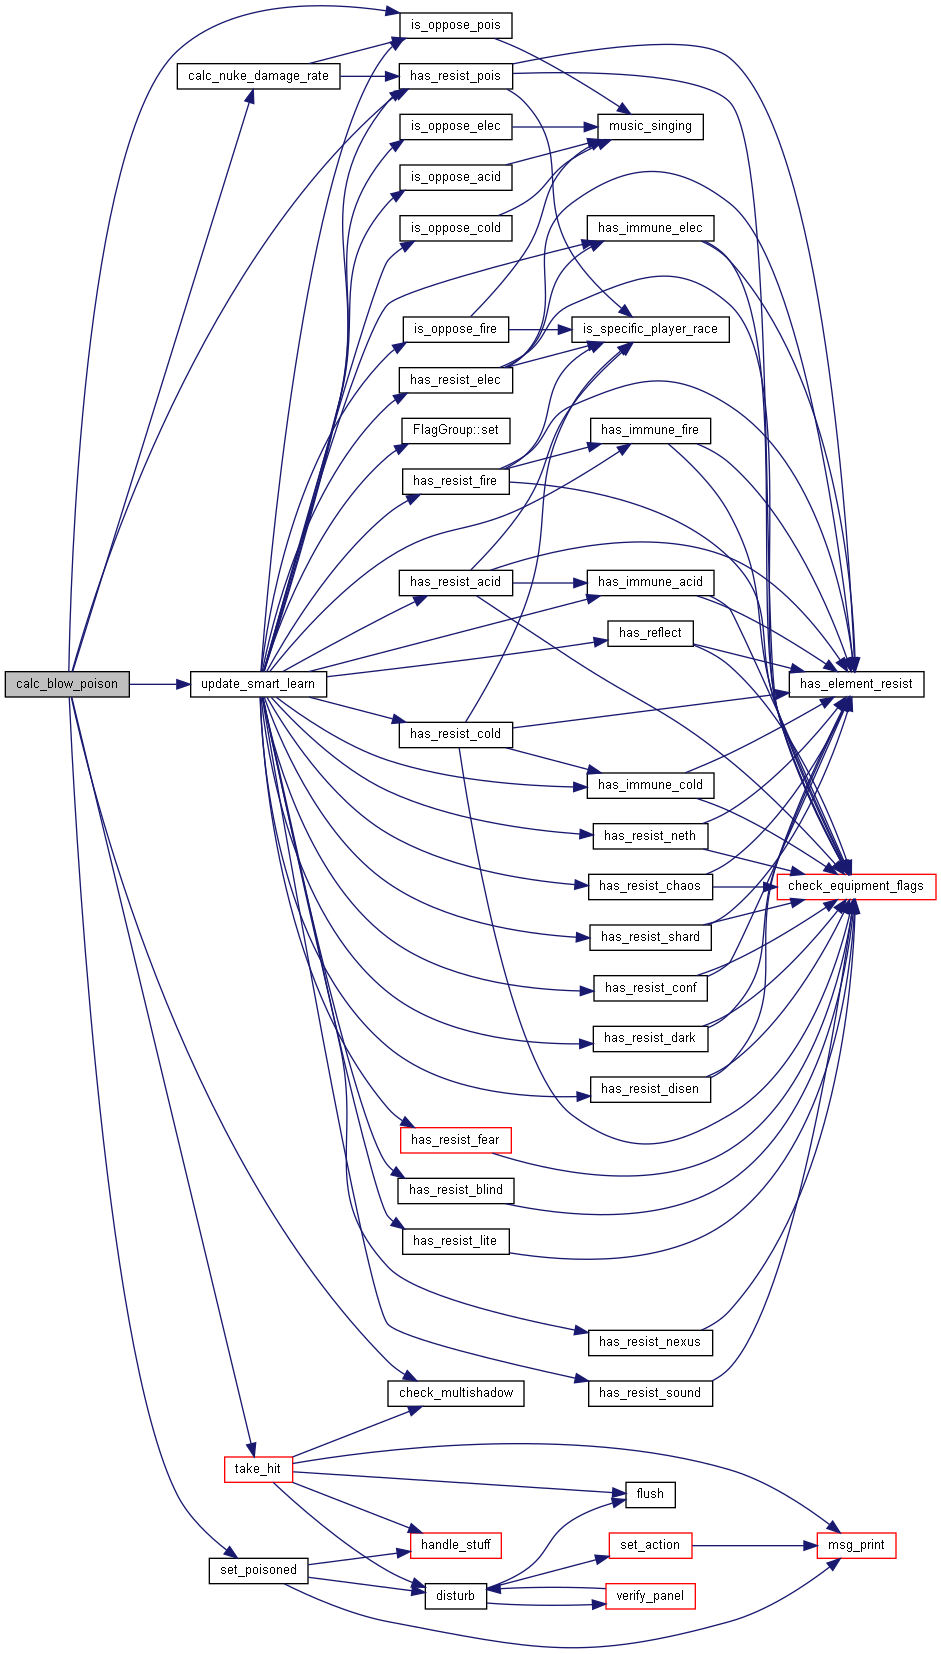 is_oppose_pois
calc_nuke_damage_rate
has_resist_pois
is_oppose_elec
music_singing
is_oppose_acid
is_oppose_cold
has_immune_elec
is_oppose_fire
is_specific_player_race
has_resist_elec
FlagGroup::set
has_immune_fire
has_resist_fire
has_resist_acid
has_immune_acid
has_reflect
calc_blow_poison
update_smart_learn
has_element_resist
has_resist_cold
has_immune_cold
has_resist_neth
has_resist_chaos
check_equipment_flags
has_resist_shard
has_resist_conf
has_resist_dark
has_resist_disen
has_resist_fear
has_resist_blind
has_resist_lite
has_resist_nexus
check_multishadow
has_resist_sound
take_hit
flush
handle_stuff
set_action
msg_print
set_poisoned
disturb
verify_panel